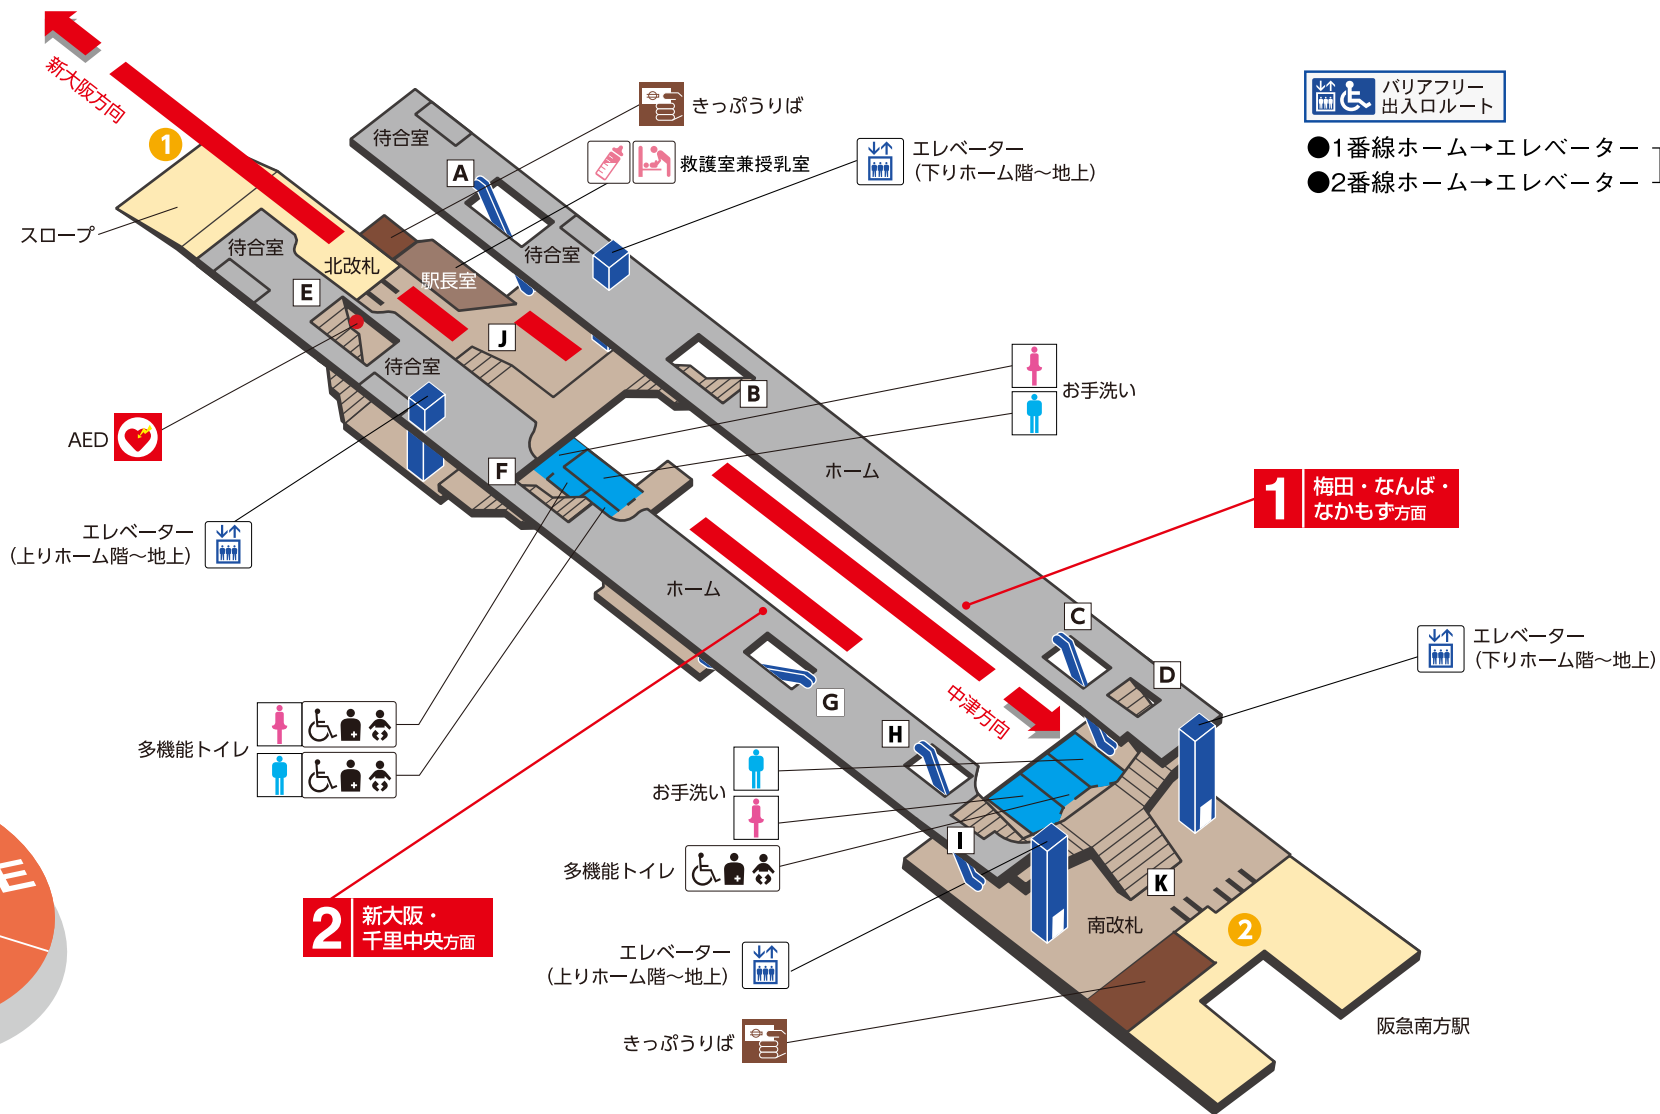 新大阪方向
1
きっぷうりば
救護室兼授乳室
エレベーター
(下りホーム階～地上)
バリアフリー
出入口ルート
●1番線ホーム→エレベーター
●2番線ホーム→エレベーター
待合室
A
待合室
スロープ
待合室
北改札
駅長室
E
J
待合室
B
お手洗い
AED
ホーム
F
1
梅田・なんば・
なかもず方面
エレベーター
(上りホーム階～地上)
ホーム
C
D
エレベーター
(下りホーム階～地上)
中津方向
G
H
多機能トイレ
お手洗い
I
多機能トイレ
K
2
新大阪・
千里中央方面
南改札
2
エレベーター
(上りホーム階～地上)
きっぷうりば
阪急南方駅
E